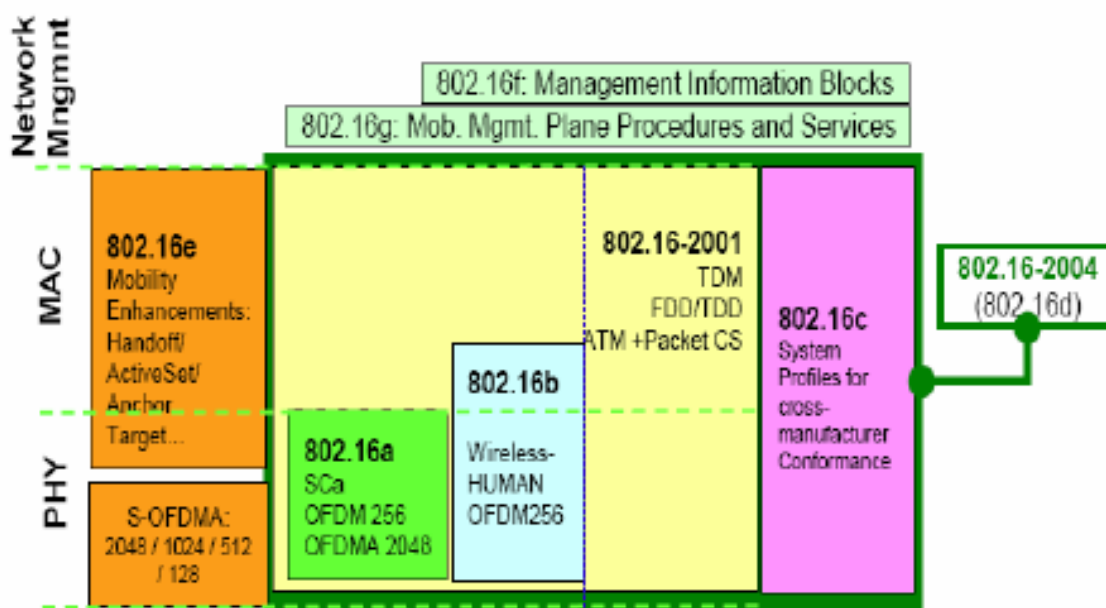 Network
Mngmnt
802.16f: Management Information Blocks
802.16g: Mob. Mgmt. Plane Procedures and Services
MAC
802.16e
Mobility
Enhancements:
Handoff/
ActiveSet/
Anchor
Target...
802.16-2001
TDM
FDD/TDD
ATM +Packet CS
802.16c
System
Profiles for
cross-
manufacturer
Conformance
802.16-2004
(802.16d)
PHY
S-OFDMA:
2048 / 1024 / 512
/ 128
802.16a
SCa
OFDM 256
OFDMA 2048
802.16b
Wireless-
HUMAN
OFDM256